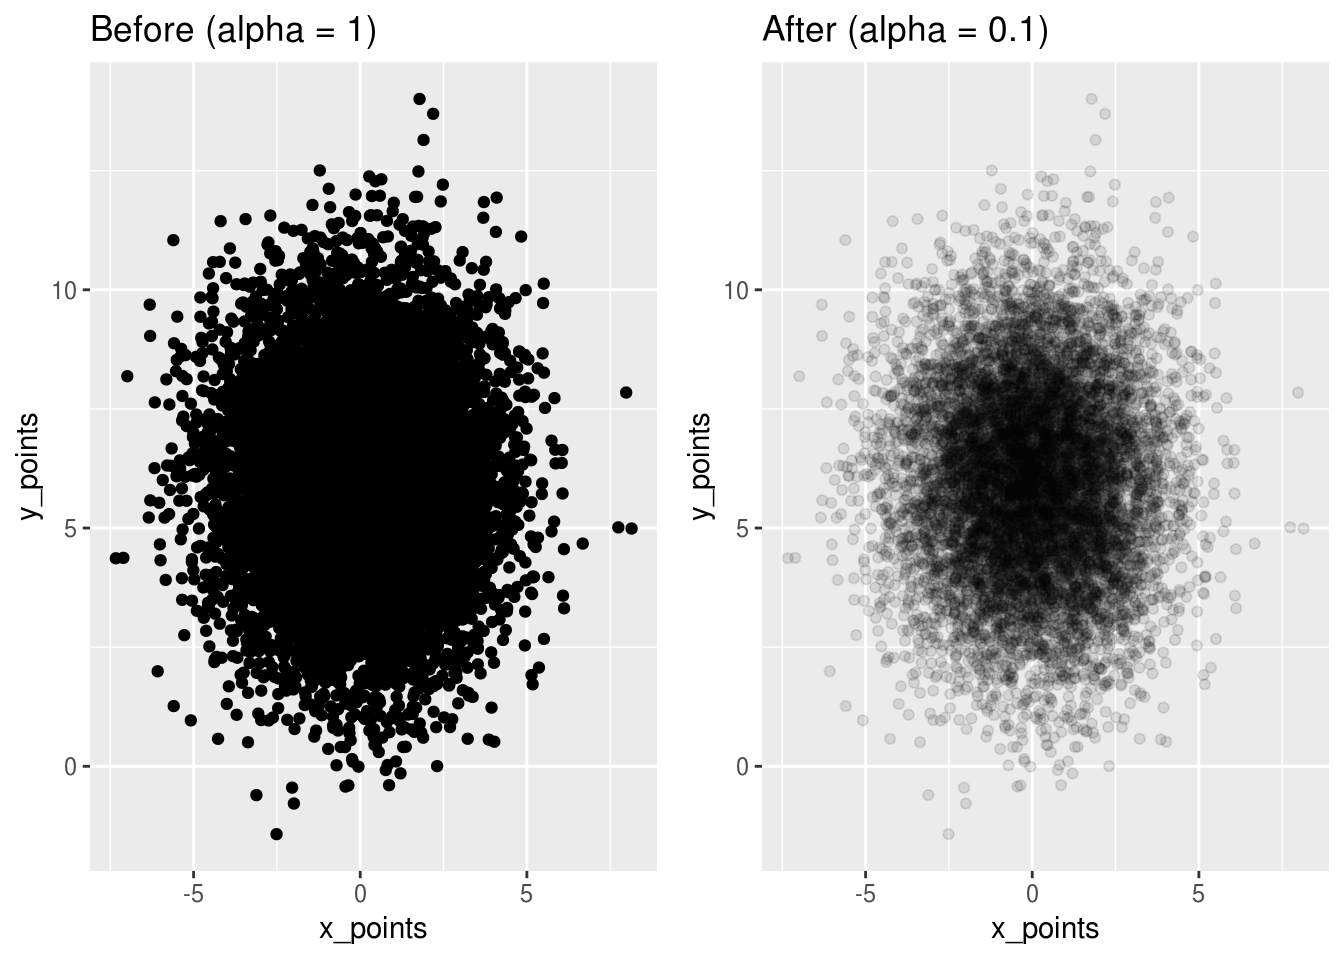 Before (alpha = 1)
10
5
0
y_points
-5 0 5
x_points
After (alpha = 0.1)
10
5
0
y_points
-5 0 5
x_points